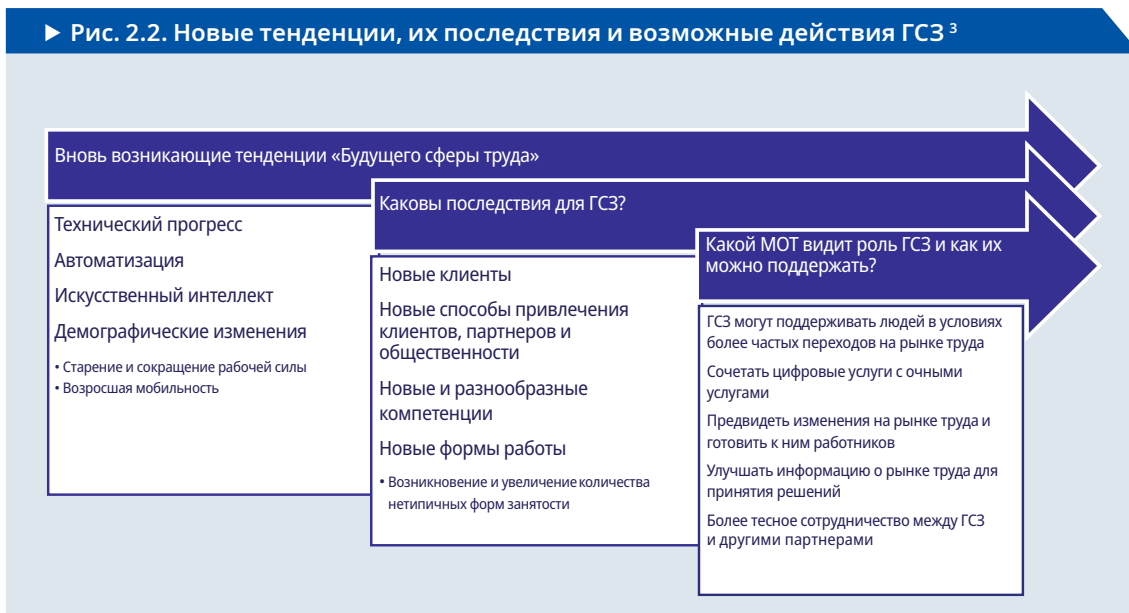 ▶ Рис. 2.2. Новые тенденции, их последствия и возможные действия ГСЗ ³
Вновь возникающие тенденции «Будущего сферы труда»
Технический прогресс
Автоматизация
Искусственный интеллект
Демографические изменения
• Старение и сокращение рабочей силы
• Возросшая мобильность
Каковы последствия для ГСЗ?
Новые клиенты
Новые способы привлечения
клиентов, партнеров и
общественности
Новые и разнообразные
компетенции
Новые формы работы
• Возникновение и увеличение количества
нетипичных форм занятости
Какой МОТ видит роль ГСЗ и как их
можно поддержать?
ГСЗ могут поддерживать людей в условиях
более частых переходов на рынке труда
Сочетать цифровые услуги с очными
услугами
Предвидеть изменения на рынке труда и
готовить к ним работников
Улучшать информацию о рынке труда для
принятия решений
Более тесное сотрудничество между ГСЗ
и другими партнерами